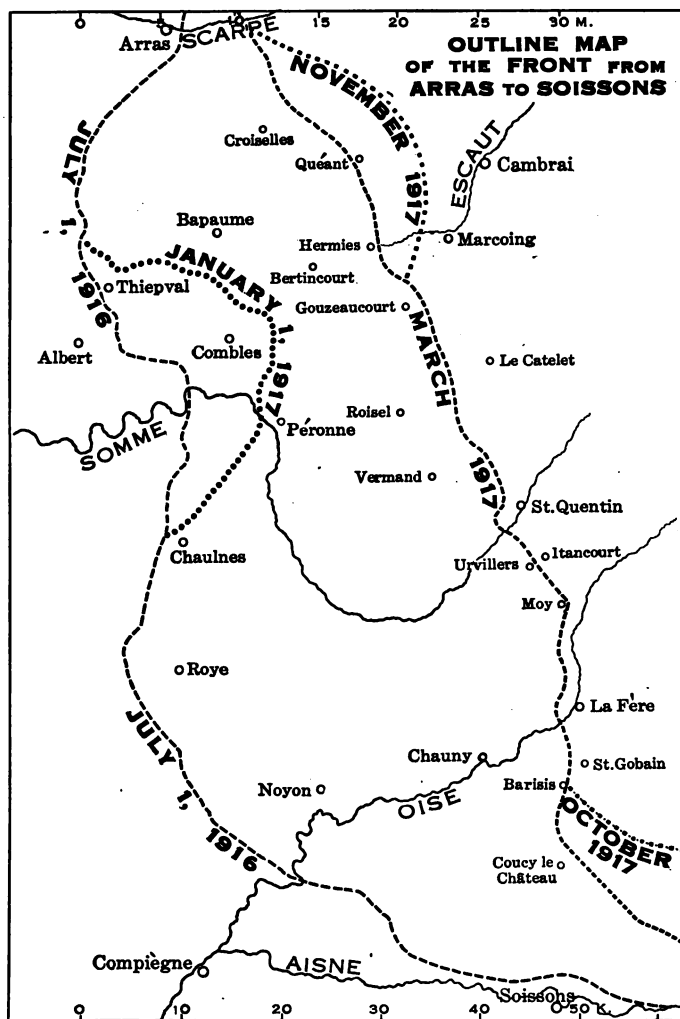 0 5 10 15 20 25 30 M.
Arras
SCARPE
OUTLINE MAP
OF THE FRONT FROM
ARRAS TO SOISSONS
NOVEMBER 1917
JULY 1, 1916
Croiselles
Quéant
ESCAUT
Cambrai
Bapaume
Hermies
Marcoing
JANUARY 1, 1917
Bertincourt
Thiepval
Gouzeaucourt
MARCH 1917
Albert
Combles
Le Catelet
Roisel
Péronne
SOMME
Vermand
St. Quentin
Chaulnes
Itancourt
Urvillers
Moy
Roye
La Fère
JULY 1, 1916
Chauny
St. Gobain
Noyon
OISE
Barisis
OCTOBER
1917
Coucy le
Château
Compiègne
AISNE
Soissons
0 10 20 30 40 50 K.